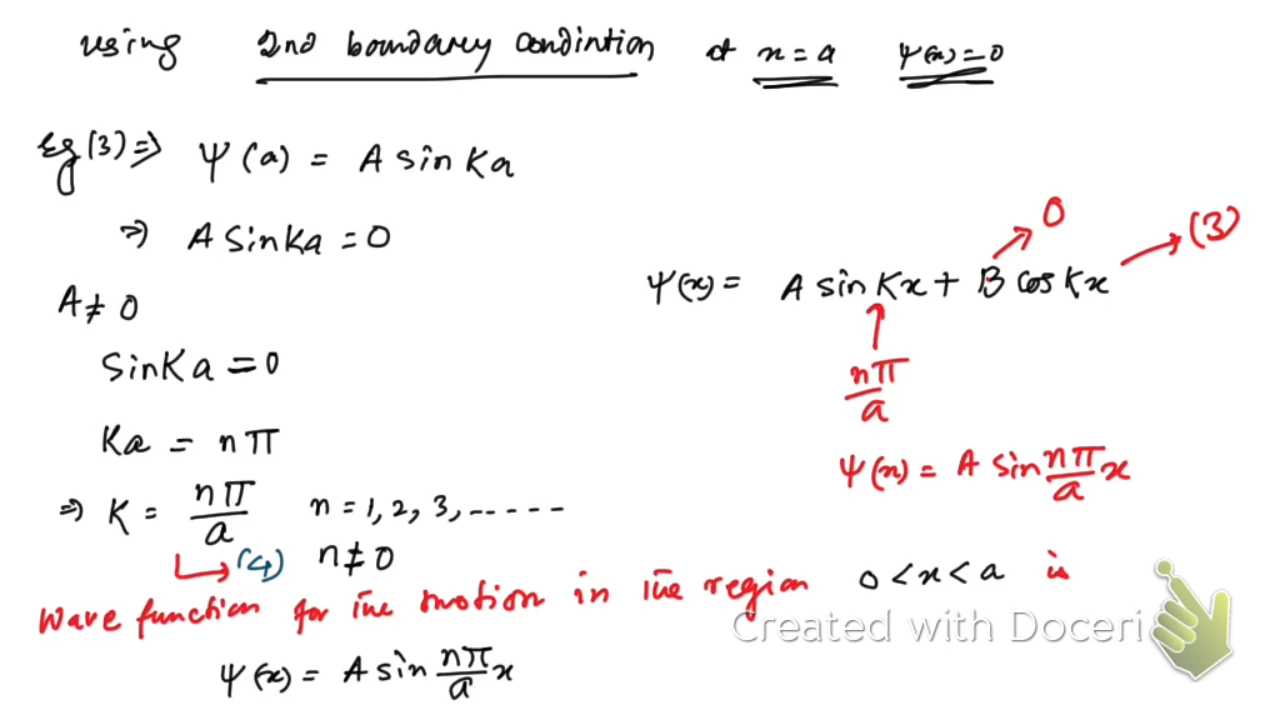 Using 2nd boundary condintion at x = a ψ(x) = 0
Eq (3) ⇒ ψ(a) = A sin Ka
⇒ A Sin Ka = 0
A ≠ 0
Sin Ka = 0
Ka = nπ
⇒ K = nπ/a n = 1, 2, 3, -----
(4) n ≠ 0
0
(3)
ψ(x) = A sin Kx + B cos Kx
nπ/a
ψ(x) = A sin nπ/a x
Wave function for the motion in the region 0 < x < a is
Created with Doceri
ψ(x) = A sin nπ/a x